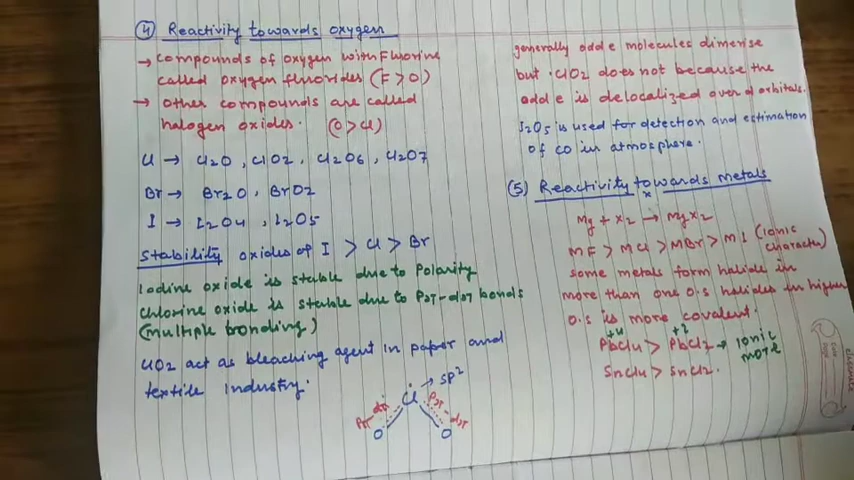 (4) Reactivity towards oxygen
→ compounds of oxygen with Fluorine
called oxygen fluorides (F > O)
→ other compounds are called
halogen oxides. (O > Cl)
Cl → Cl2O, ClO2, Cl2O6, Cl2O7
Br → Br2O, BrO2
I → I2O4, I2O5
Stability oxides of I > Cl > Br
Iodine oxide is stable due to Polarity
chlorine oxide is stable due to Pπ-dπ bonds
(multiple bonding)
ClO2 act as bleaching agent in paper and
textile industry.
Cl → SP2
Pπ-dπ
Pπ-dπ
O O
generally odd e molecules dimerise
but ClO2 does not because the
odd e is delocalized over d orbitals.
I2O5 is used for detection and estimation
of CO in atmosphere.
(5) Reactivity towards metals
Mg + X2 → MgX2
MF > MCl > MBr > MI (ionic
character)
some metals form halide in
more than one O.S halides in higher
O.S is more covalent.
+4 +2
PbCl4 > PbCl2 → Ionic
more
SnCl4 > SnCl2.